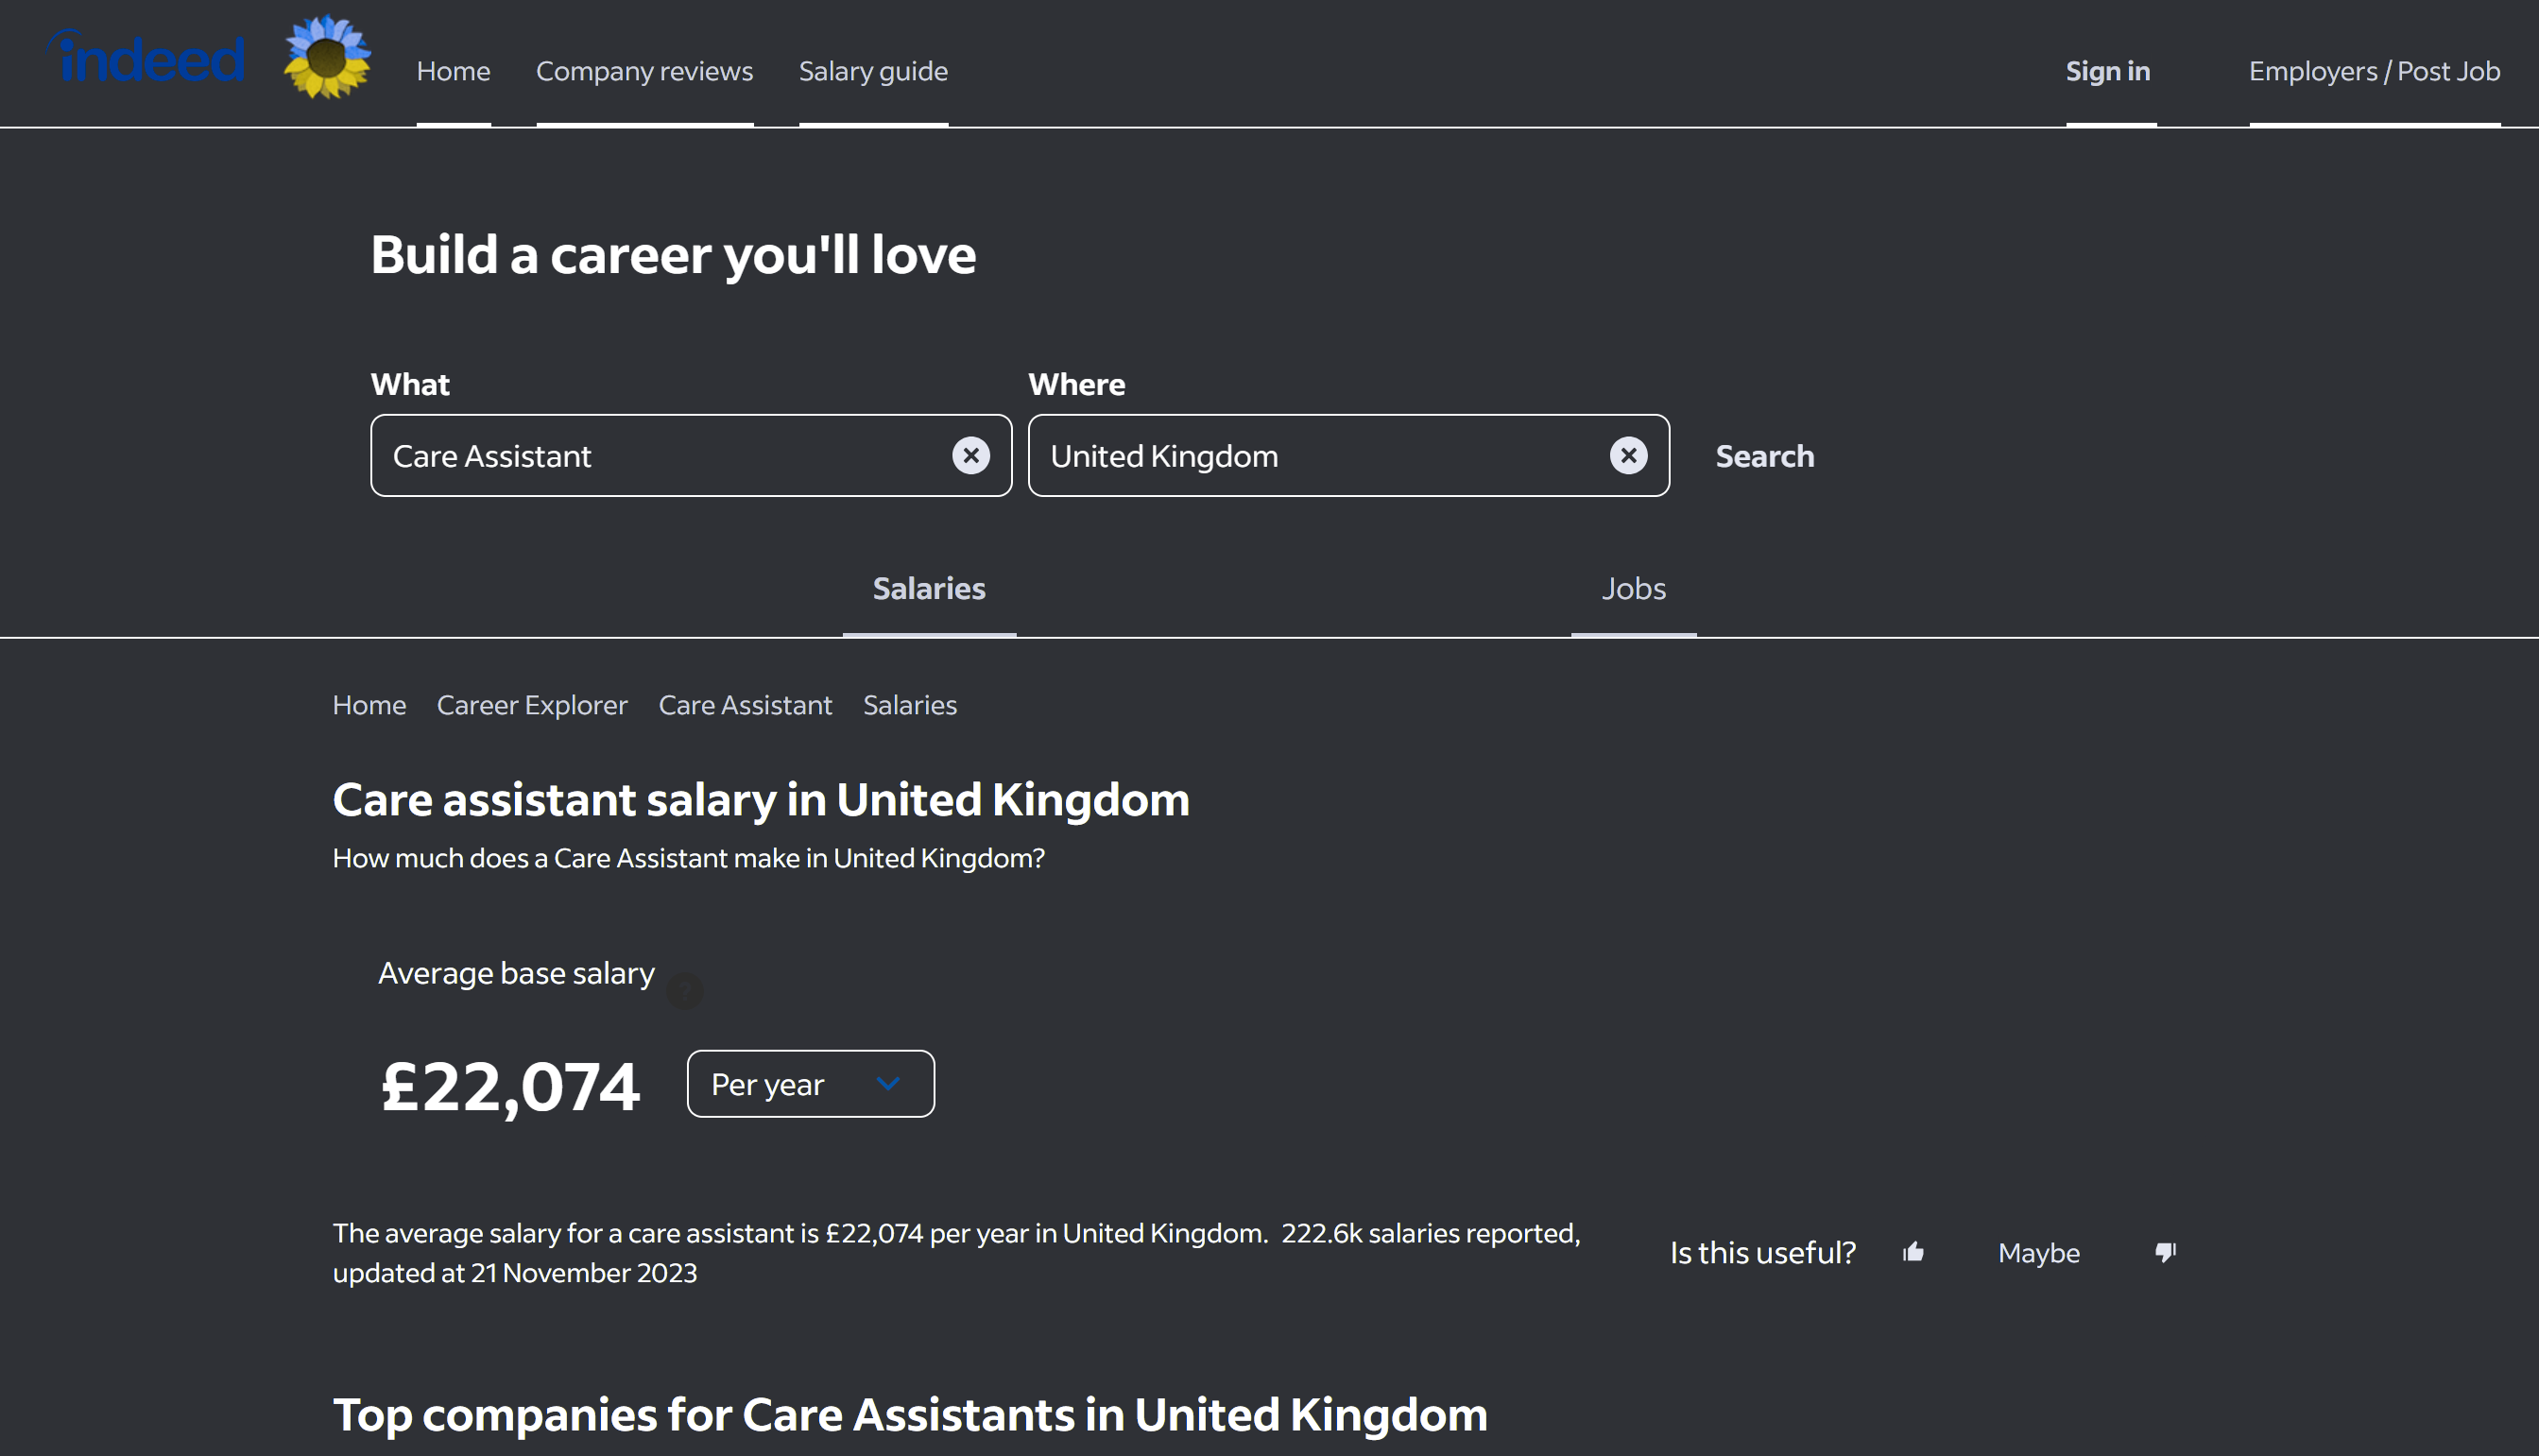 indeed
Home Company reviews Salary guide Sign in Employers / Post Job
Build a career you'll love
What Where
Care Assistant United Kingdom Search
Salaries Jobs
Home Career Explorer Care Assistant Salaries
Care assistant salary in United Kingdom
How much does a Care Assistant make in United Kingdom?
Average base salary ?
£22,074 Per year
The average salary for a care assistant is £22,074 per year in United Kingdom. 222.6k salaries reported,
updated at 21 November 2023
Is this useful? Maybe
Top companies for Care Assistants in United Kingdom